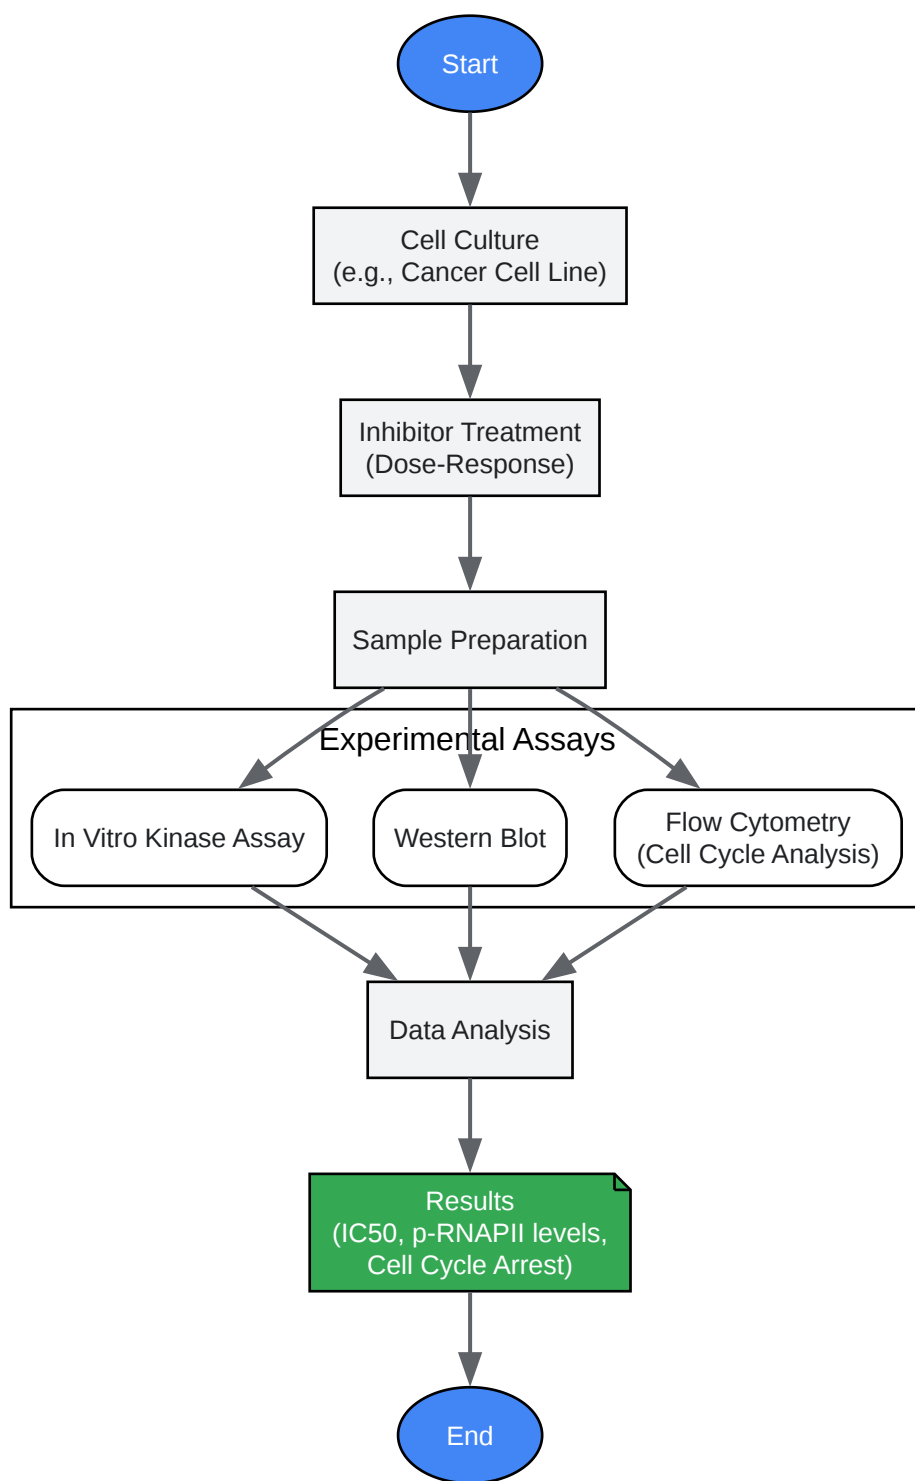 Start
Cell Culture
(e.g., Cancer Cell Line)
Inhibitor Treatment
(Dose-Response)
Sample Preparation
Experimental Assays
In Vitro Kinase Assay
Western Blot
Flow Cytometry
(Cell Cycle Analysis)
Data Analysis
Results
(IC50, p-RNAPII levels,
Cell Cycle Arrest)
End